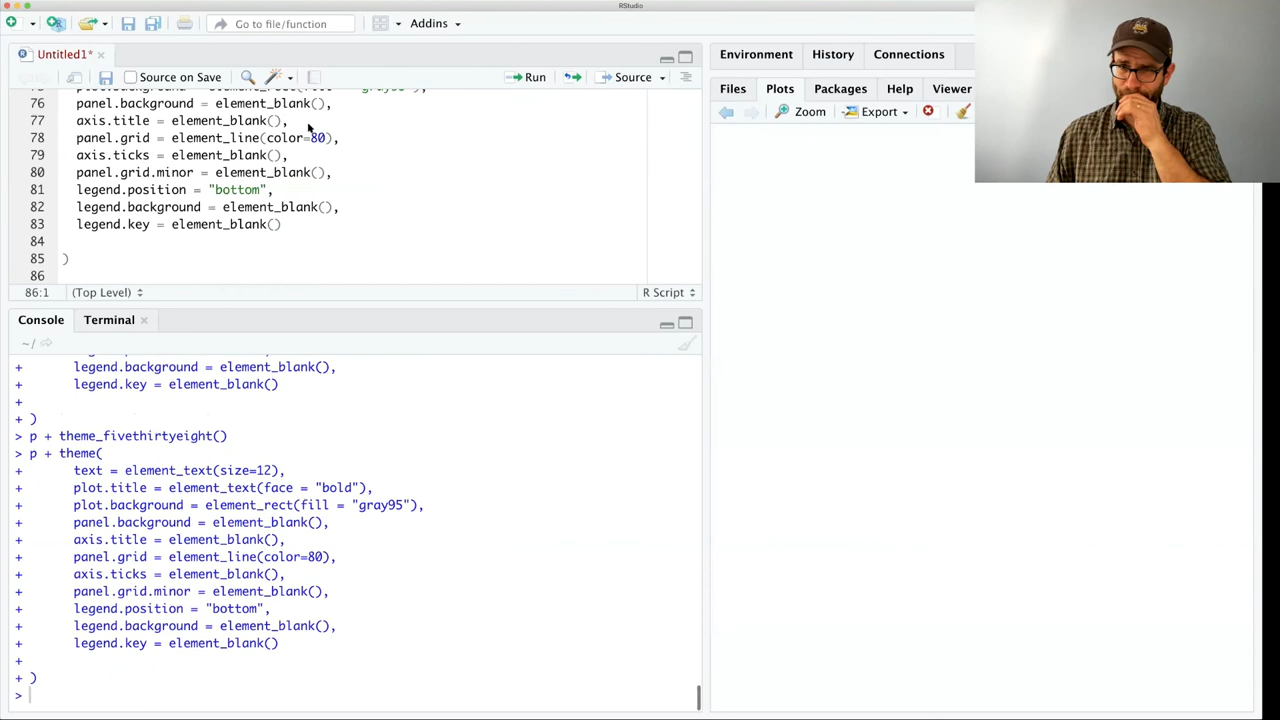 RStudio
Go to file/function
Addins
Untitled1*
Source on Save
Run
Source
76 panel.background = element_blank(),
77 axis.title = element_blank(),
78 panel.grid = element_line(color=80),
79 axis.ticks = element_blank(),
80 panel.grid.minor = element_blank(),
81 legend.position = "bottom",
82 legend.background = element_blank(),
83 legend.key = element_blank()
84
85 )
86
86:1 (Top Level) R Script
Console Terminal
~/
+ legend.background = element_blank(),
+ legend.key = element_blank()
+
+ )
> p + theme_fivethirtyeight()
> p + theme(
+ text = element_text(size=12),
+ plot.title = element_text(face = "bold"),
+ plot.background = element_rect(fill = "gray95"),
+ panel.background = element_blank(),
+ axis.title = element_blank(),
+ panel.grid = element_line(color=80),
+ axis.ticks = element_blank(),
+ panel.grid.minor = element_blank(),
+ legend.position = "bottom",
+ legend.background = element_blank(),
+ legend.key = element_blank()
+
+ )
>
Environment History Connections
Files Plots Packages Help Viewer
Zoom Export